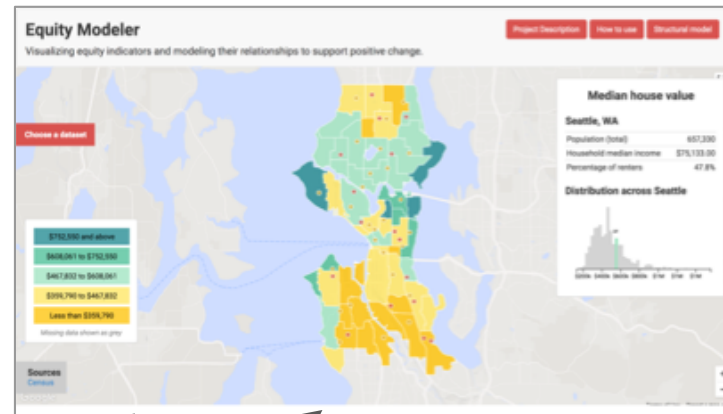 Equity Modeler
Project Description
How to use
Structural model
Visualizing equity indicators and modeling their relationships to support positive change.
Choose a dataset
Median house value
Seattle, WA
Population (total) 657,330
Household median income $75,133.00
Percentage of renters 47.8%
Distribution across Seattle
$752,550 and above
$608,061 to $752,550
$467,832 to $608,061
$359,790 to $467,832
Less than $359,790
Missing data shown as grey
Sources
Census